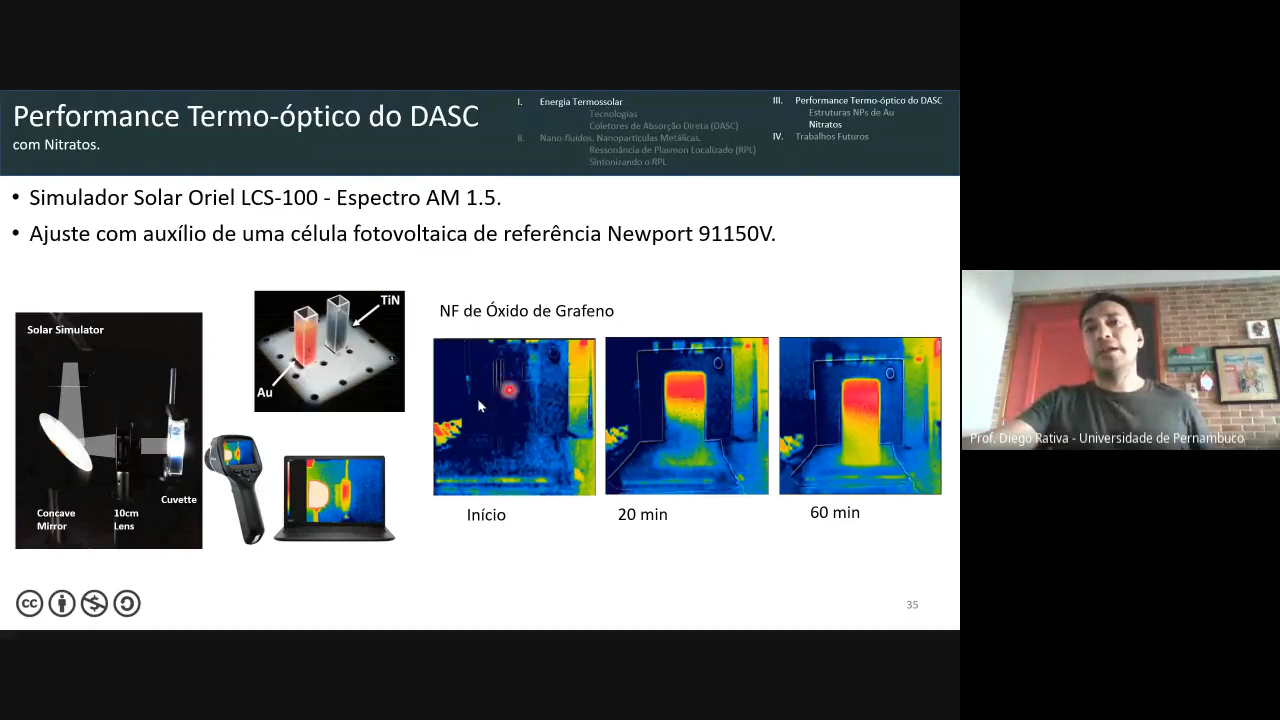 Performance Termo-óptico do DASC
com Nitratos.
I. Energia Termossolar
Tecnologias
Coletores de Absorção Direta (DASC)
II. Nano-fluidos. Nanopartículas Metálicas.
Ressonância de Plasmon Localizado (RPL)
Sintonizando o RPL
III. Performance Termo-óptico do DASC
Estruturas NPs de Au
Nitratos
IV. Trabalhos Futuros
• Simulador Solar Oriel LCS-100 - Espectro AM 1.5.
• Ajuste com auxílio de uma célula fotovoltaica de referência Newport 91150V.
Solar Simulator
Concave
Mirror
10cm
Lens
Cuvette
TiN
Au
NF de Óxido de Grafeno
Início
20 min
60 min
cc
35
Prof. Diego Rativa - Universidade de Pernambuco